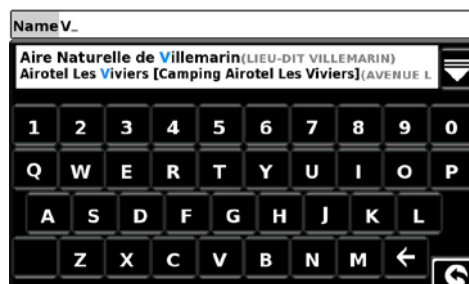 Name V_
Aire Naturelle de Villemarin(LIEU-DIT VILLEMARIN)
Airotel Les Viviers [Camping Airotel Les Viviers](AVENUE L
1 2 3 4 5 6 7 8 9 0
Q W E R T Y U I O P
A S D F G H J K L
Z X C V B N M ←